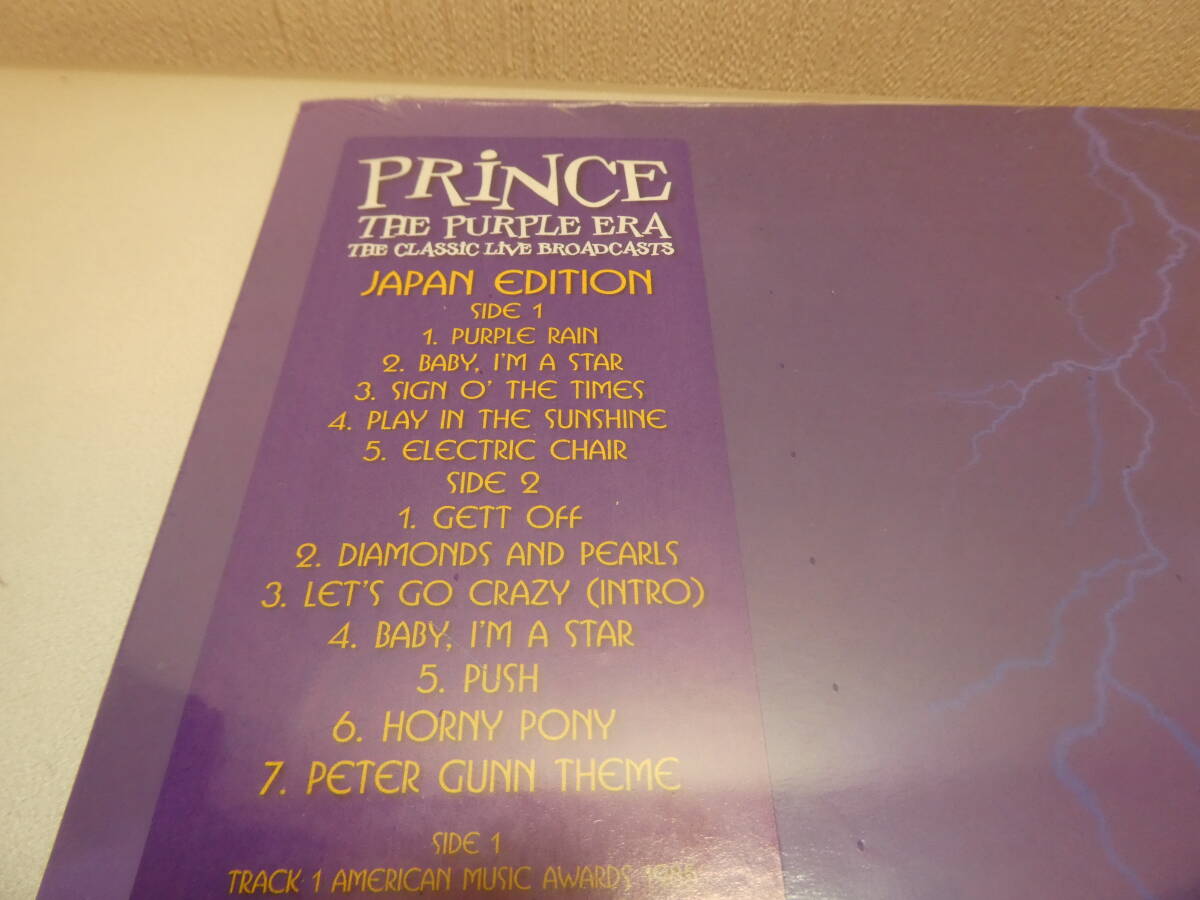 PRiNCE
THE PURPLE ERA
THE CLASSIC LIVE BROADCASTS
JAPAN EDITION
SIDE 1
1. PURPLE RAIN
2. BABY, I'M A STAR
3. SIGN O' THE TIMES
4. PLAY IN THE SUNSHINE
5. ELECTRIC CHAIR
SIDE 2
1. GETT OFF
2. DIAMONDS AND PEARLS
3. LET'S GO CRAZY (INTRO)
4. BABY, I'M A STAR
5. PUSH
6. HORNY PONY
7. PETER GUNN THEME
SIDE 1
TRACK 1 AMERICAN MUSIC AWARDS 1985